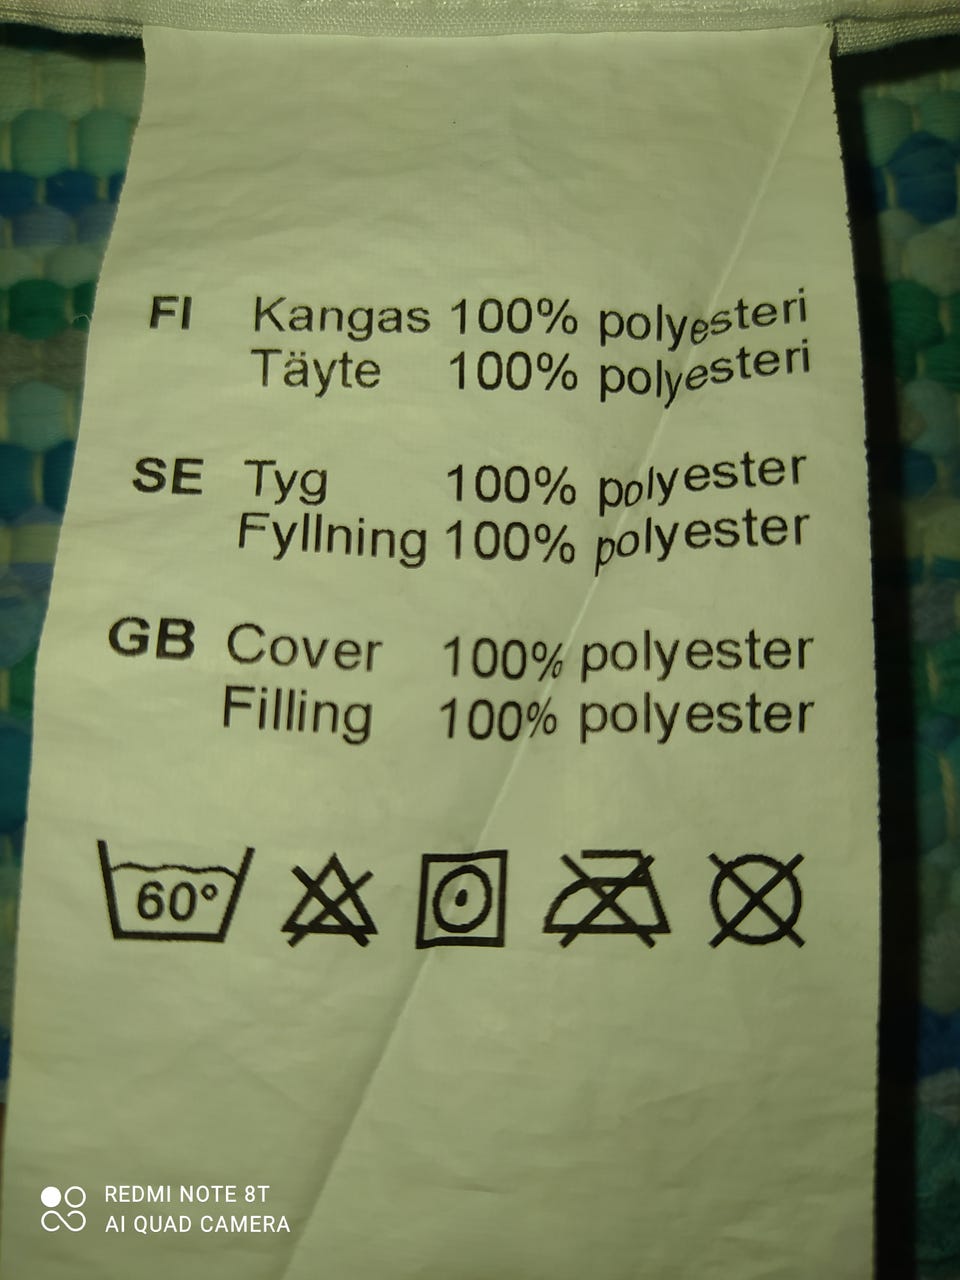 FI Kangas 100% polyesteri
Täyte 100% polyesteri
SE Tyg 100% polyester
Fyllning 100% polyester
GB Cover 100% polyester
Filling 100% polyester
60°
REDMI NOTE 8T
AI QUAD CAMERA